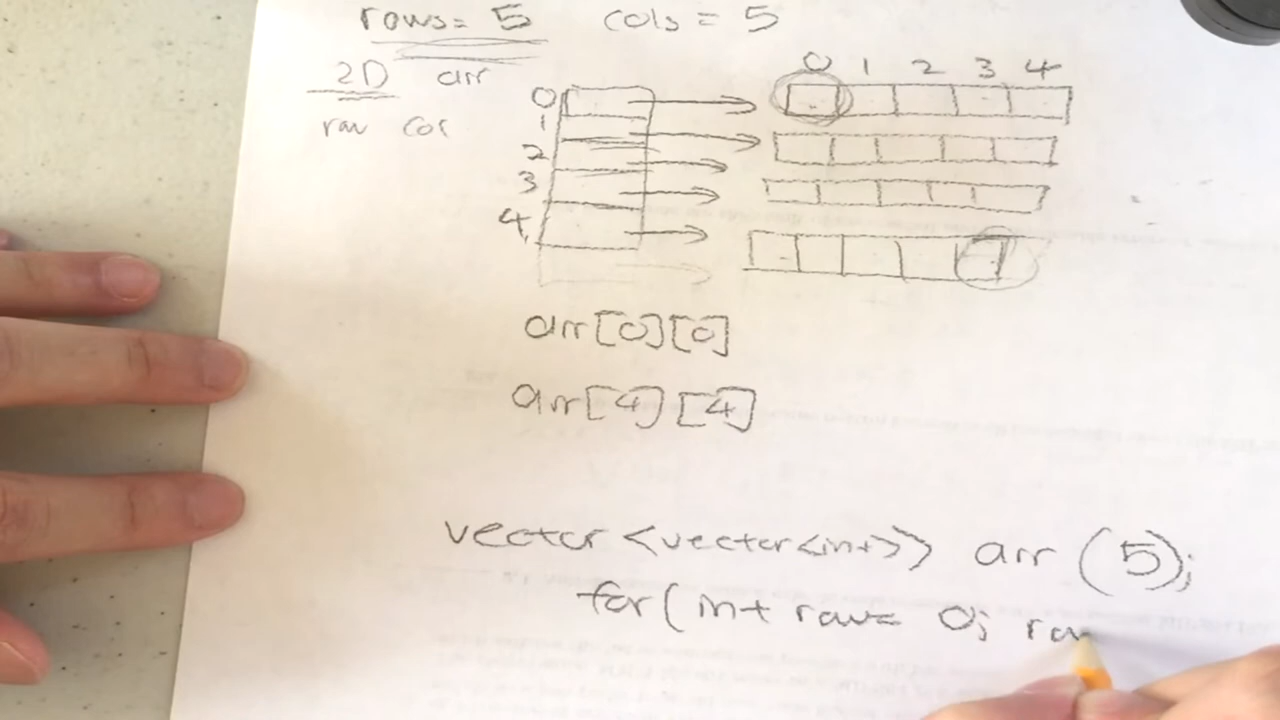 rows = 5 cols = 5
2D arr
row col
0 1 2 3 4
0
1
2
3
4
arr[0][0]
arr[4][4]
vector <vector<int>> arr (5);
for( int row = 0; row